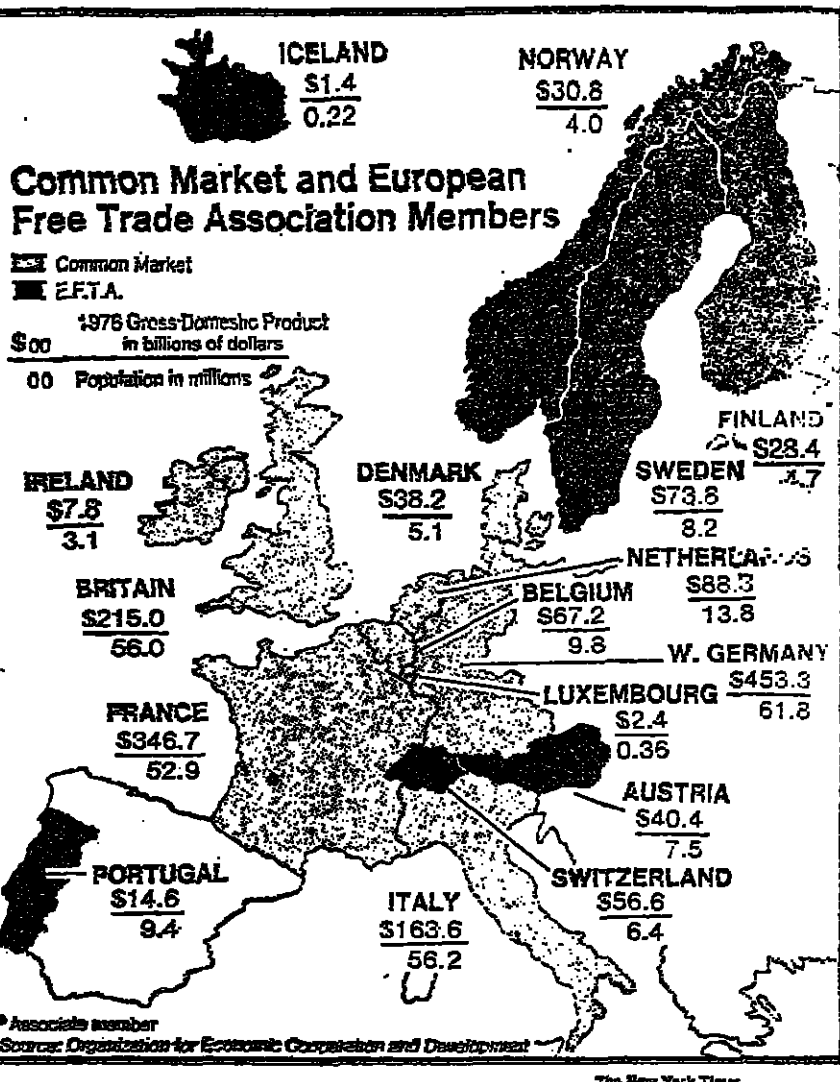 ICELAND
$1.4
0.22
NORWAY
$30.8
4.0
Common Market and European
Free Trade Association Members
Common Market
E.F.T.A.
$00
1976 Gross Domestic Product
in billions of dollars
00 Population in millions
FINLAND
$28.4
4.7
SWEDEN
$73.8
8.2
IRELAND
$7.8
3.1
DENMARK
$38.2
5.1
NETHERLANDS
$88.3
13.8
BRITAIN
$215.0
56.0
BELGIUM
$67.2
9.8
W. GERMANY
$453.3
61.8
LUXEMBOURG
$2.4
0.36
FRANCE
$346.7
52.9
AUSTRIA
$40.4
7.5
PORTUGAL
$14.6
9.4
SWITZERLAND
$56.6
6.4
ITALY
$163.6
56.2
* Associate member
Source: Organization for Economic Cooperation and Development
The New York Times